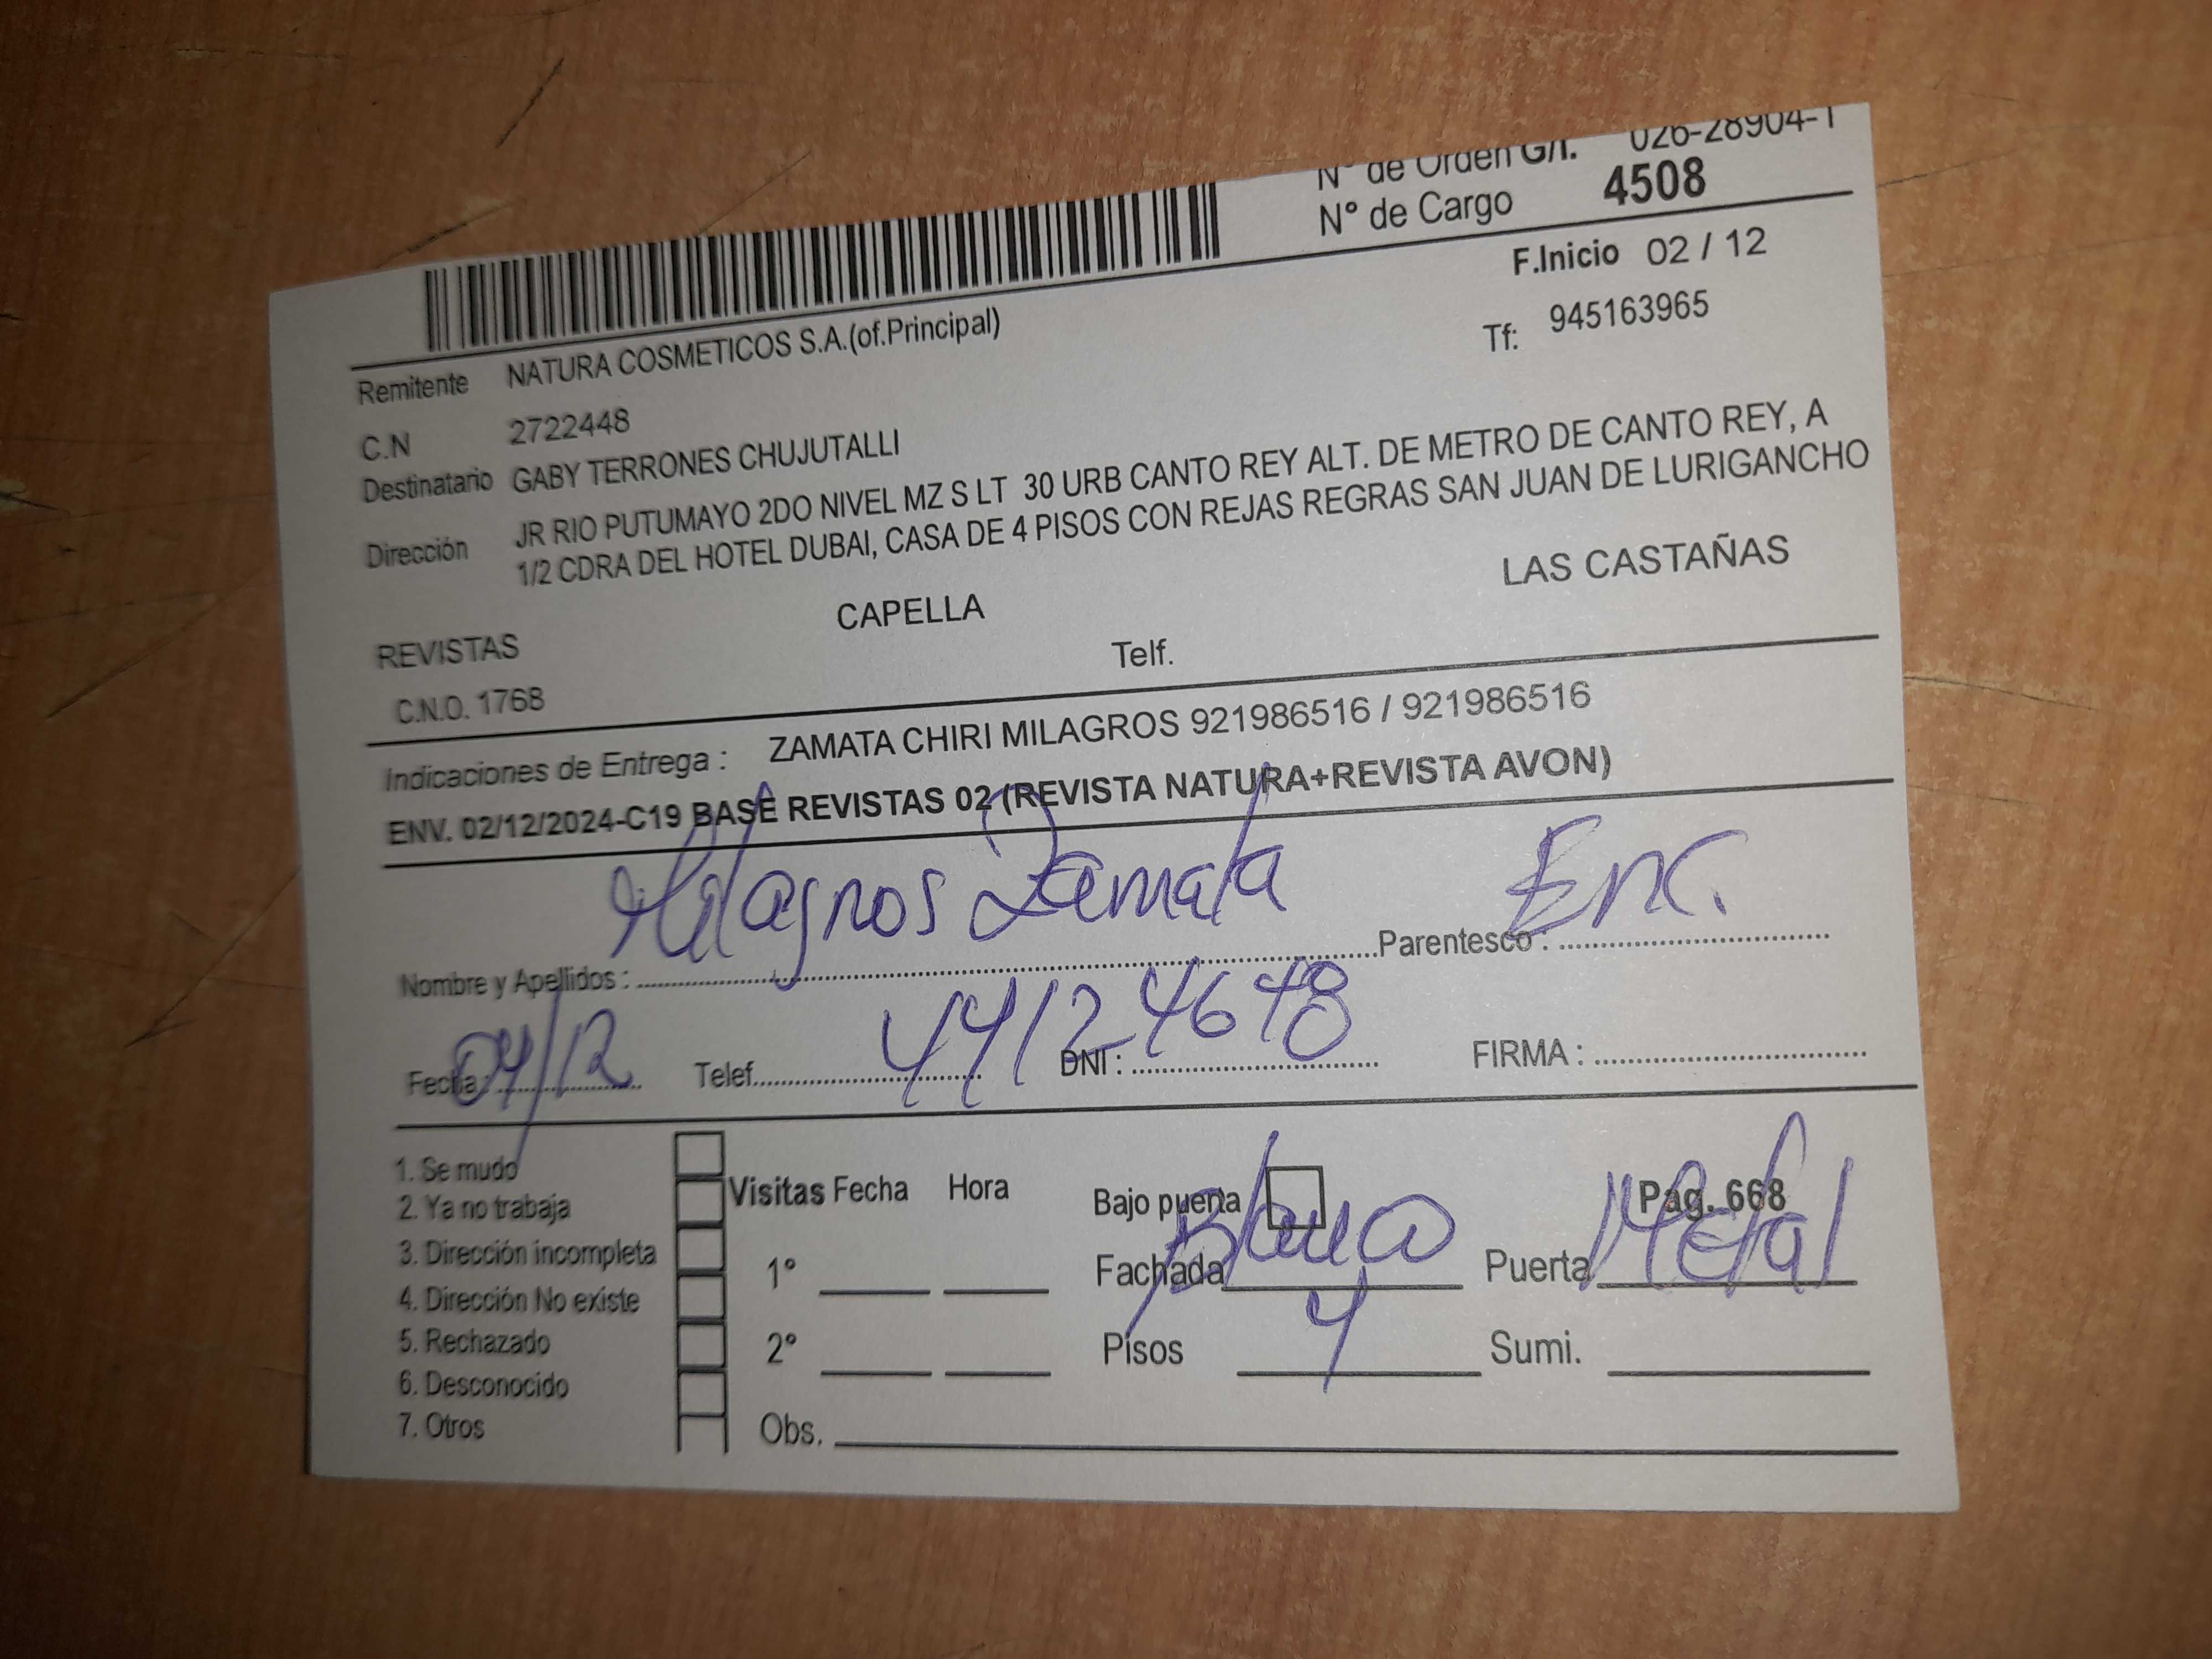 N° de Orden G/I. 026-28904-1
N° de Cargo 4508
F.Inicio 02 / 12
Remitente NATURA COSMETICOS S.A.(of.Principal) Tf: 945163965
C.N 2722448
Destinatario GABY TERRONES CHUJUTALLI
Dirección JR RIO PUTUMAYO 2DO NIVEL MZ S LT 30 URB CANTO REY ALT. DE METRO DE CANTO REY, A
1/2 CDRA DEL HOTEL DUBAI, CASA DE 4 PISOS CON REJAS REGRAS SAN JUAN DE LURIGANCHO
REVISTAS CAPELLA LAS CASTAÑAS
C.N.O. 1768 Telf.
Indicaciones de Entrega : ZAMATA CHIRI MILAGROS 921986516 / 921986516
ENV. 02/12/2024-C19 BASE REVISTAS 02 (REVISTA NATURA+REVISTA AVON)
Nombre y Apellidos : Milagros Zamata Parentesco : Enc.
Fecha : 04/12 Telef. DNI : 44124648 FIRMA :
1. Se mudo
2. Ya no trabaja Visitas Fecha Hora Bajo puerta Pag. 668
3. Dirección incompleta 1° Fachada Blanco Puerta Metal
4. Dirección No existe
5. Rechazado 2° Pisos 4 Sumi.
6. Desconocido
7. Otros Obs.